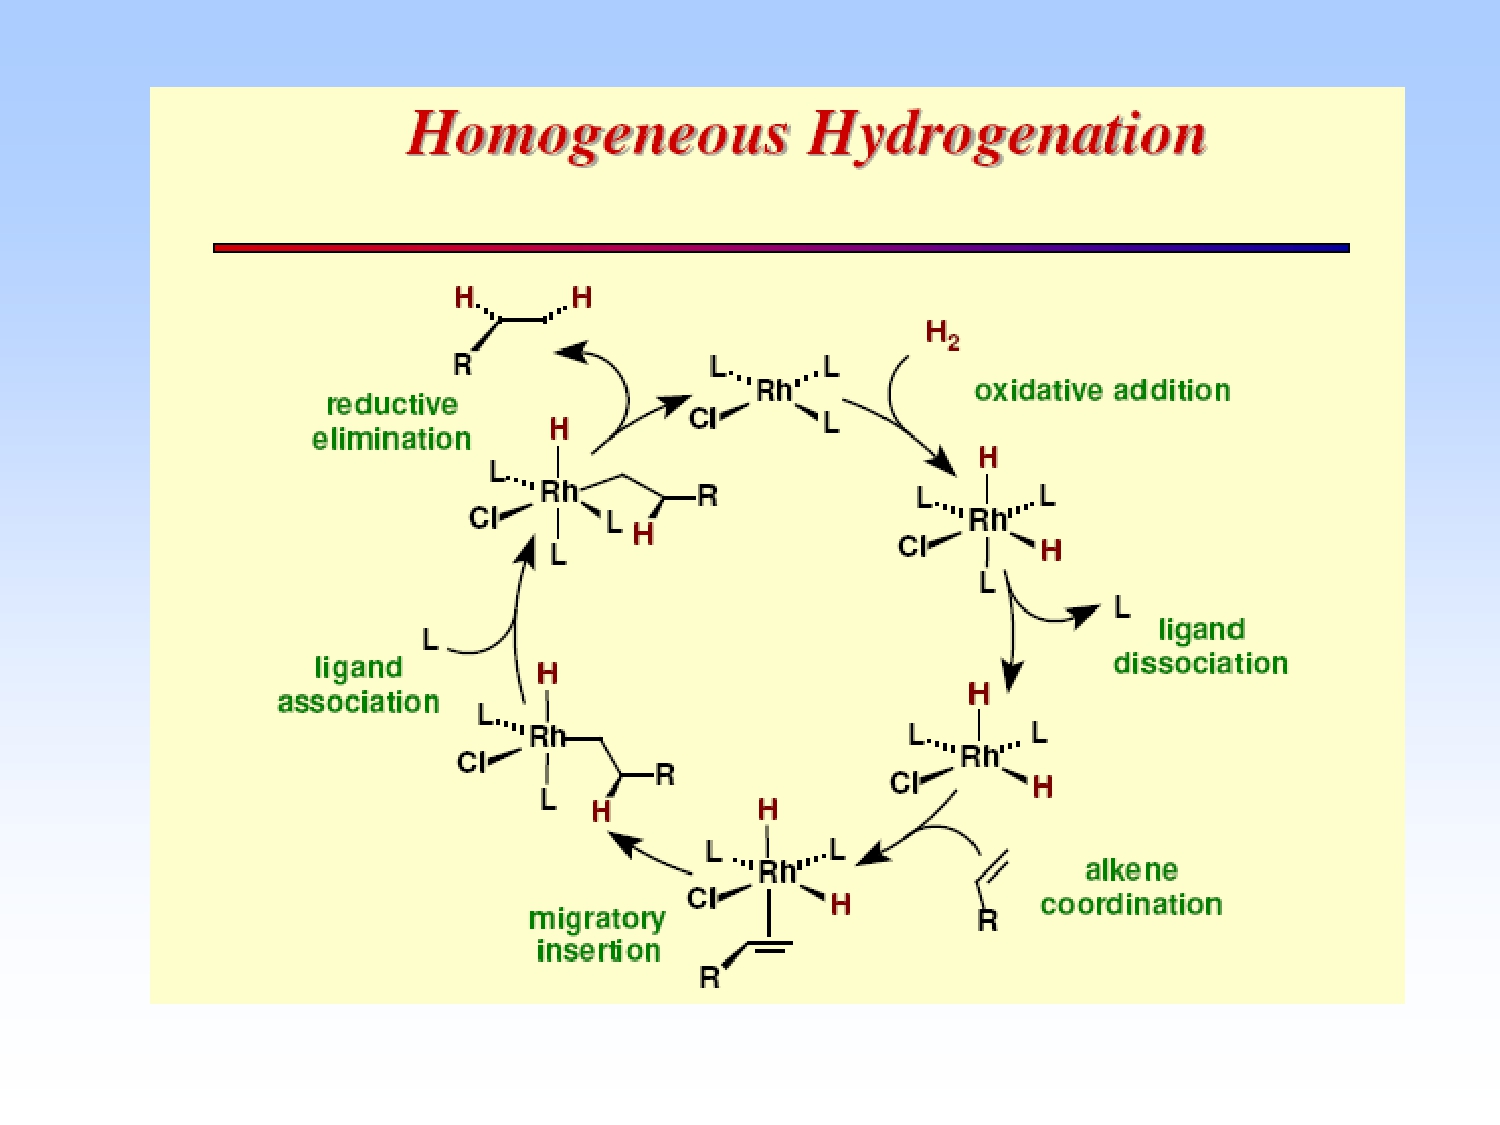 Homogeneous Hydrogenation
H H
R
reductive
elimination
L L
Rh
Cl L
H2
oxidative addition
H
L
Rh R
Cl L H
L
H
L L
Rh
Cl H
L
L
ligand
dissociation
L
ligand
association
H
L
Rh
Cl R
L H
H
L L
Rh
Cl H
H
L L
Rh
Cl H
R
migratory
insertion
R
alkene
coordination